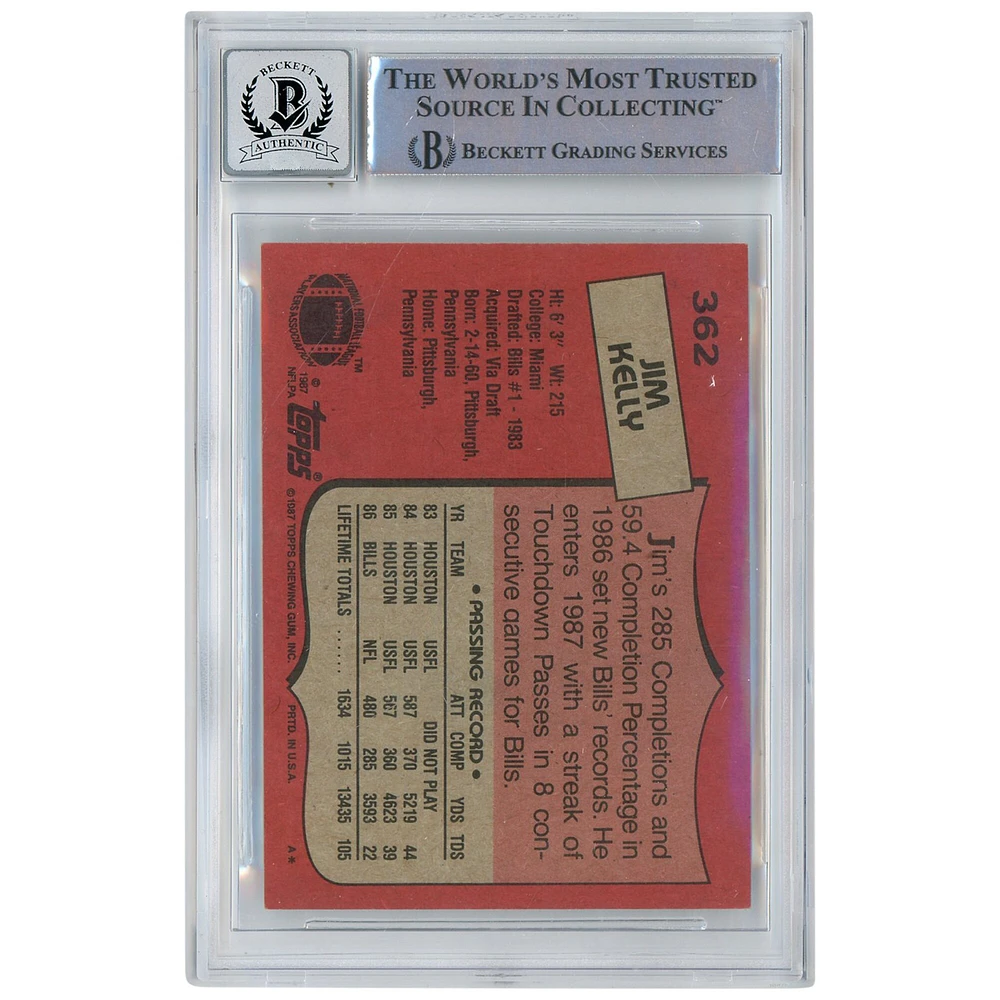 BECKETT
B
AUTHENTIC
THE WORLD'S MOST TRUSTED
SOURCE IN COLLECTING™
B BECKETT GRADING SERVICES
362
JIM
KELLY
Ht: 6' 3" Wt: 215
College: Miami
Drafted: Bills #1 - 1983
Acquired: Via Draft
Born: 2-14-60, Pittsburgh,
Pennsylvania
Home: Pittsburgh,
Pennsylvania
NATIONAL FOOTBALL LEAGUE
PLAYERS ASSOCIATION
™
© 1987
NFLPA
topps®
Jim's 285 Completions and
59.4 Completion Percentage in
1986 set new Bills' records. He
enters 1987 with a streak of
Touchdown Passes in 8 con-
secutive games for Bills.
• PASSING RECORD •
YR TEAM ATT COMP YDS TDS
83 HOUSTON USFL DID NOT PLAY
84 HOUSTON USFL 587 370 5219 44
85 HOUSTON USFL 567 360 4623 39
86 BILLS NFL 480 285 3593 22
LIFETIME TOTALS ...... 1634 1015 13435 105
© 1987 TOPPS CHEWING GUM, INC. PRTD. IN U.S.A. A*